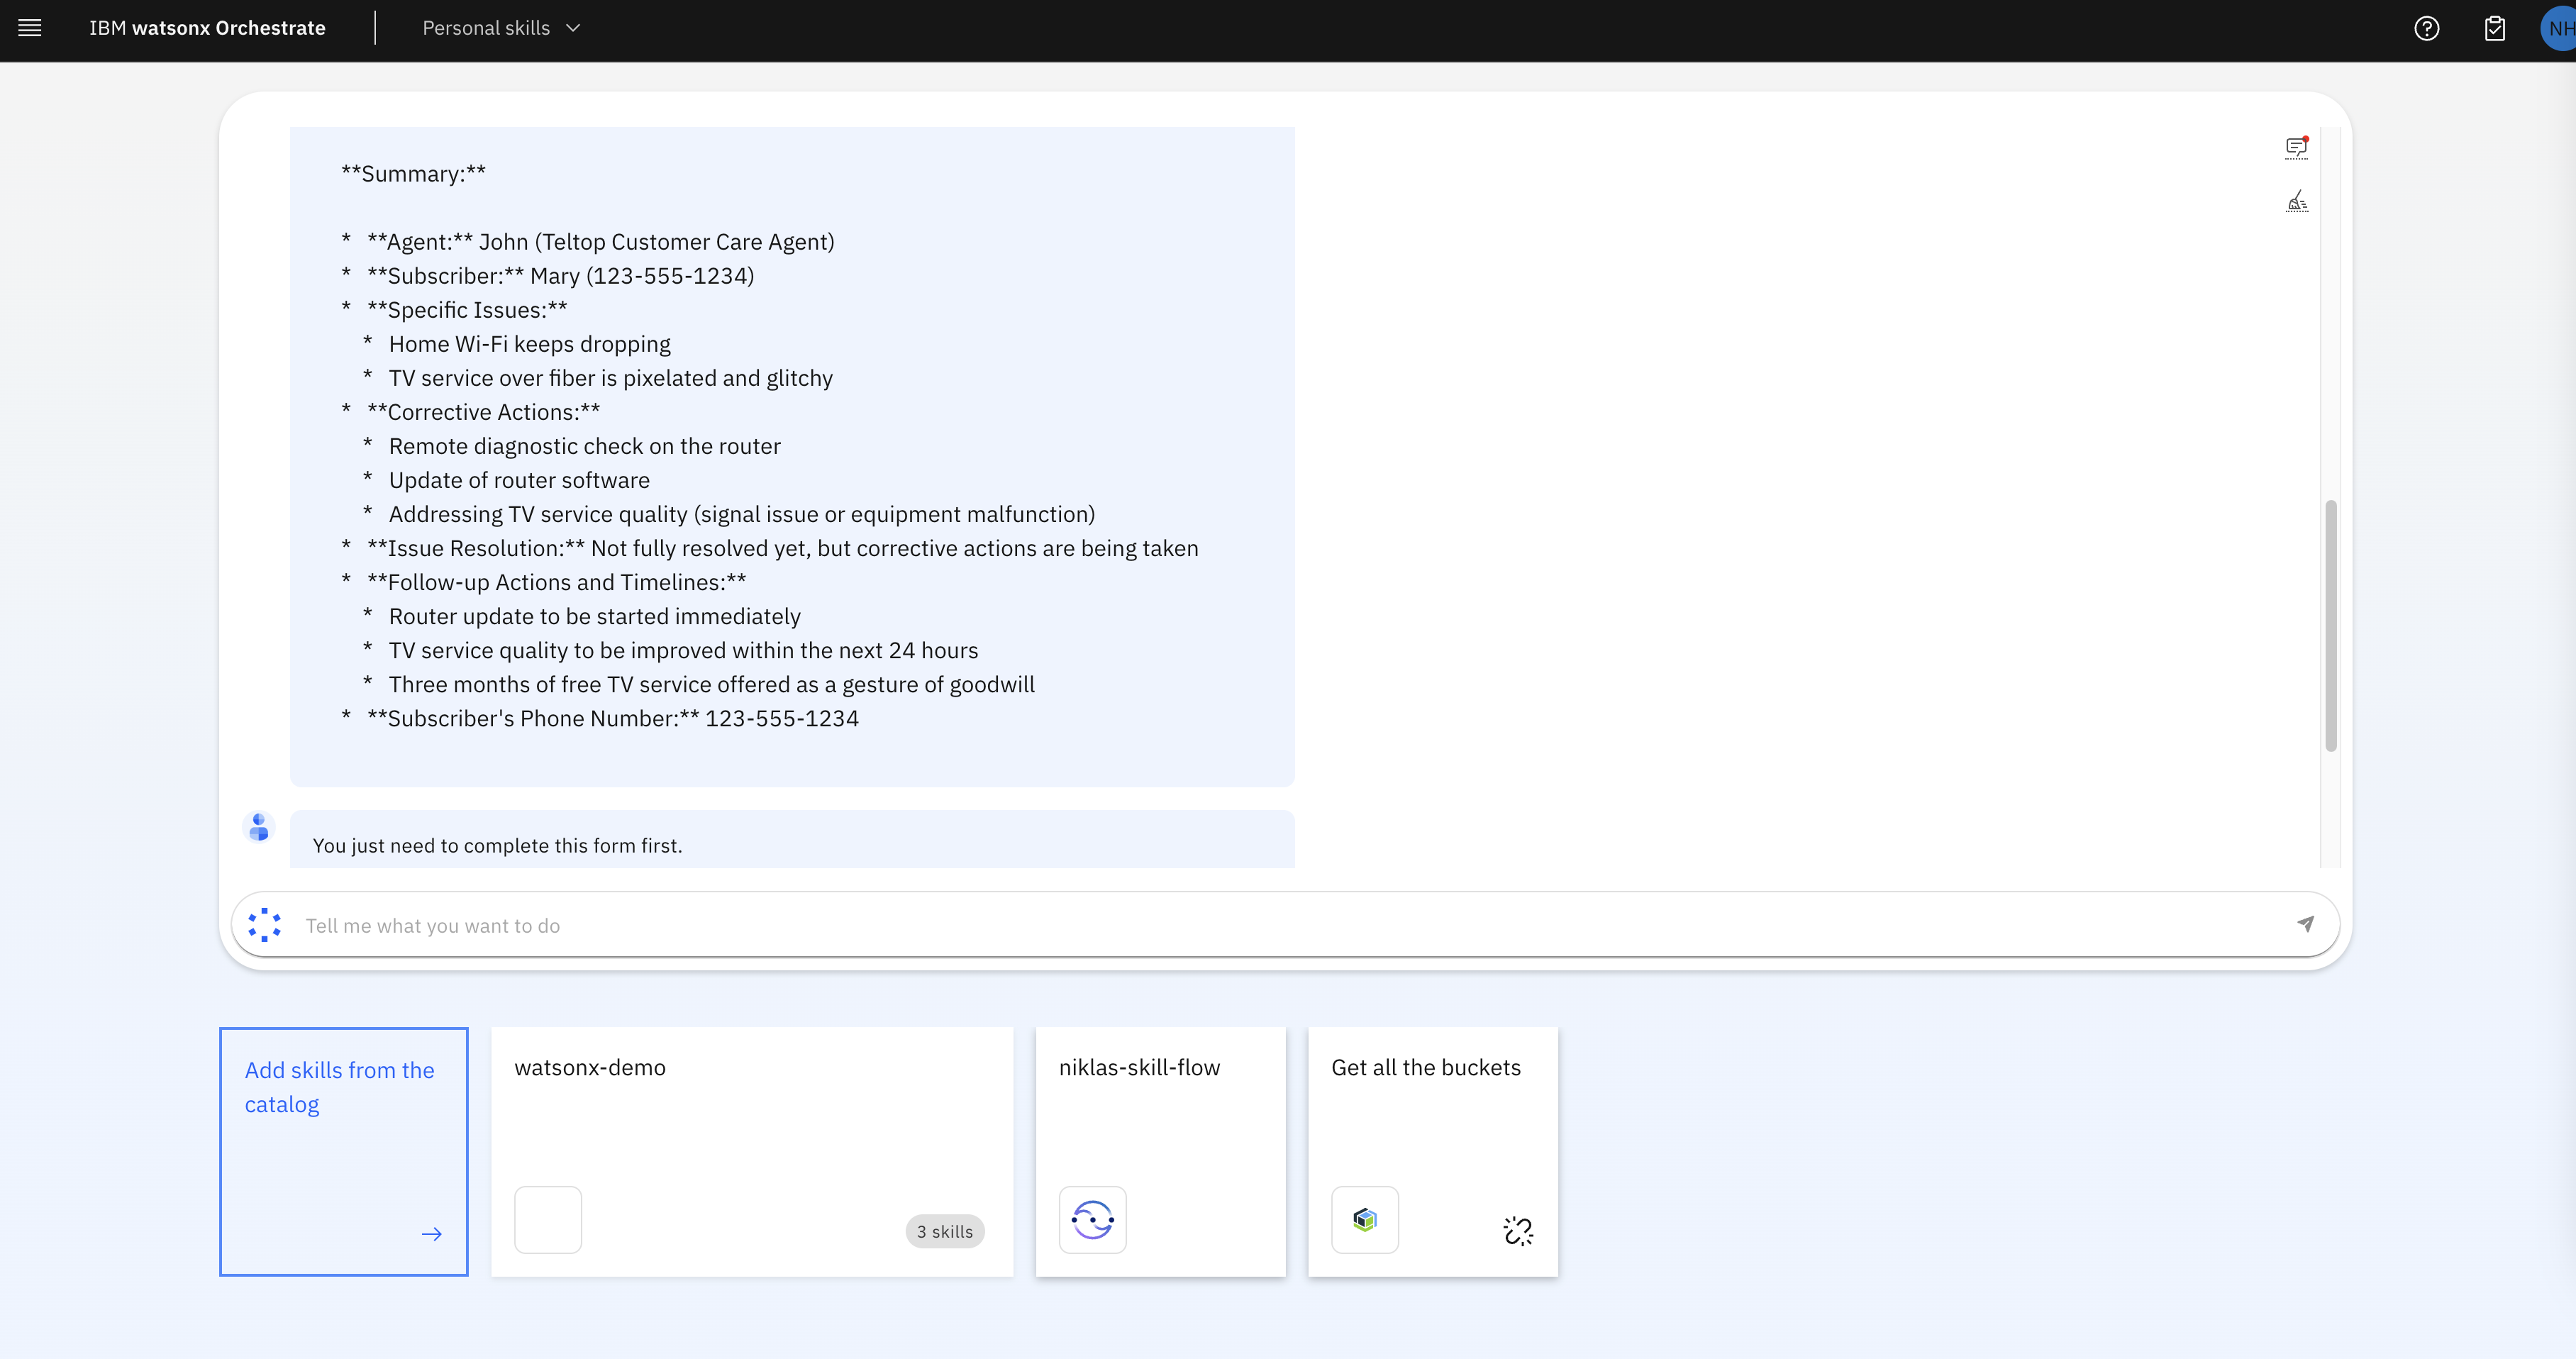 IBM watsonx Orchestrate
Personal skills
NH
**Summary:**
* **Agent:** John (Teltop Customer Care Agent)
* **Subscriber:** Mary (123-555-1234)
* **Specific Issues:**
* Home Wi-Fi keeps dropping
* TV service over fiber is pixelated and glitchy
* **Corrective Actions:**
* Remote diagnostic check on the router
* Update of router software
* Addressing TV service quality (signal issue or equipment malfunction)
* **Issue Resolution:** Not fully resolved yet, but corrective actions are being taken
* **Follow-up Actions and Timelines:**
* Router update to be started immediately
* TV service quality to be improved within the next 24 hours
* Three months of free TV service offered as a gesture of goodwill
* **Subscriber's Phone Number:** 123-555-1234
You just need to complete this form first.
Tell me what you want to do
Add skills from the
catalog
watsonx-demo
3 skills
niklas-skill-flow
Get all the buckets